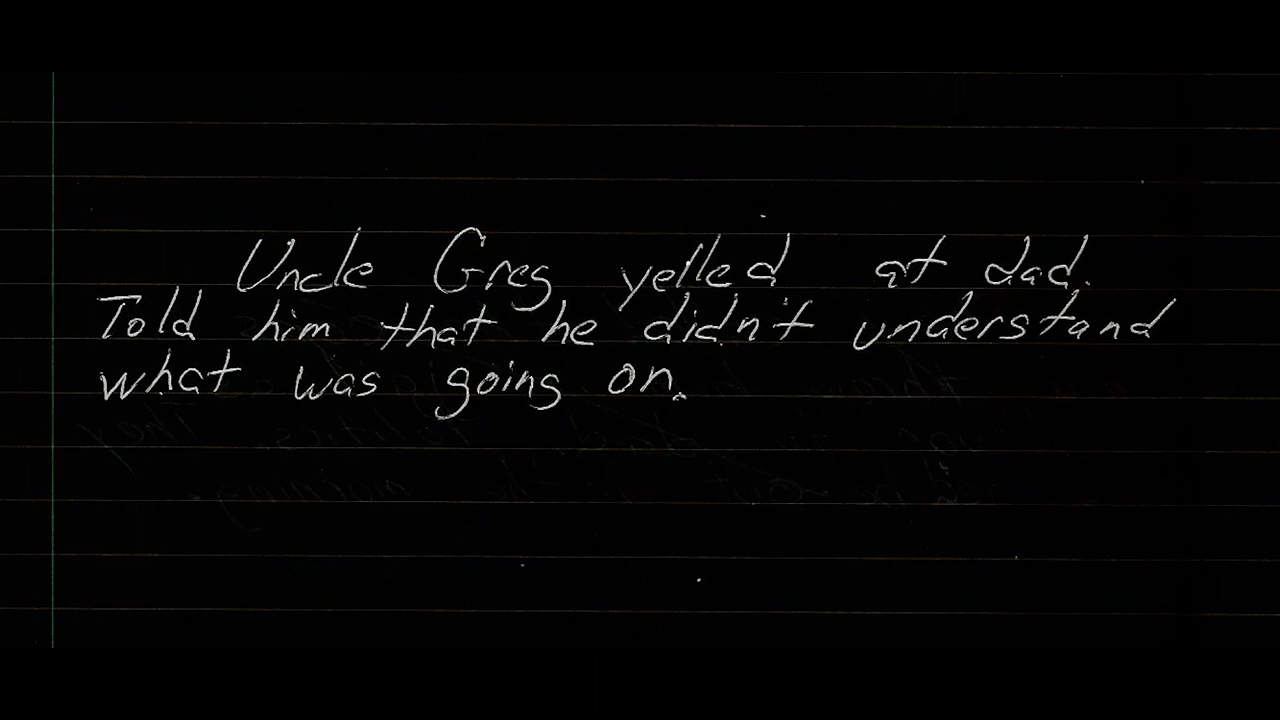 Uncle Greg yelled at dad.
Told him that he didn't understand
what was going on.